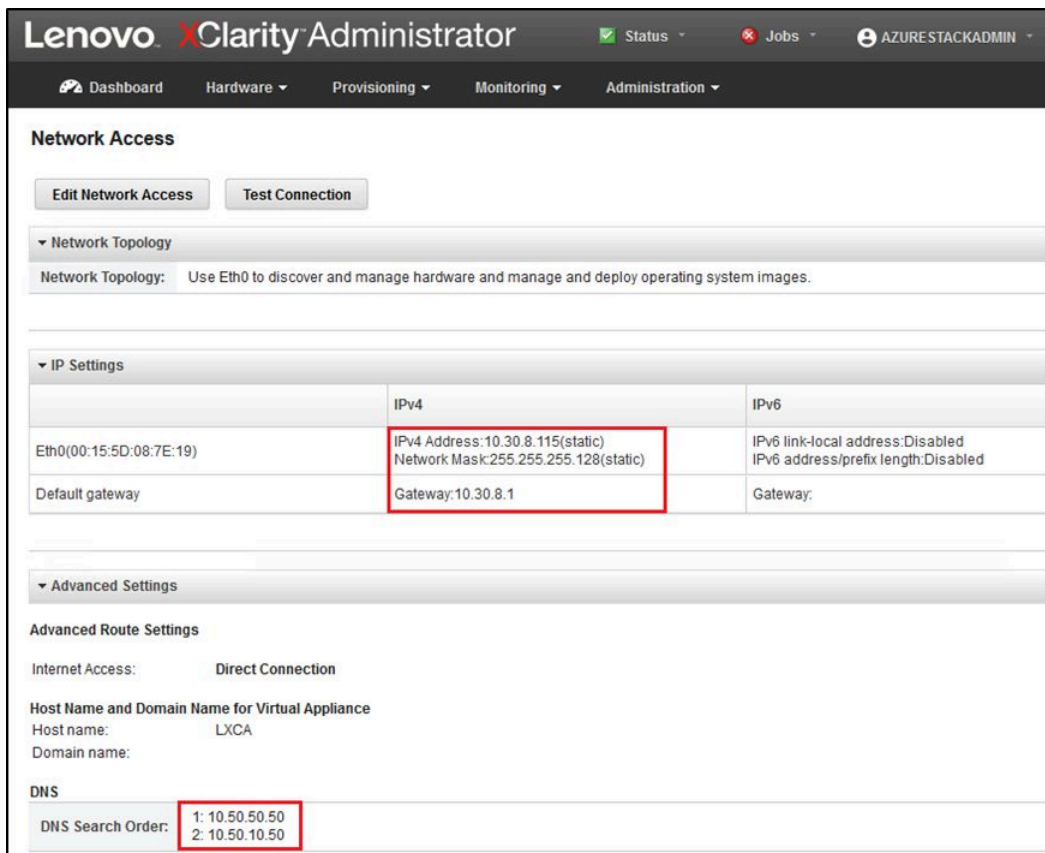 Lenovo XClarity Administrator
Status
Jobs
AZURESTACKADMIN
Dashboard Hardware Provisioning Monitoring Administration
Network Access
Edit Network Access Test Connection
Network Topology
Network Topology: Use Eth0 to discover and manage hardware and manage and deploy operating system images.
IP Settings
IPv4 IPv6
Eth0(00:15:5D:08:7E:19)
IPv4 Address:10.30.8.115(static)
Network Mask:255.255.255.128(static)
IPv6 link-local address:Disabled
IPv6 address/prefix length:Disabled
Default gateway Gateway:10.30.8.1 Gateway:
Advanced Settings
Advanced Route Settings
Internet Access: Direct Connection
Host Name and Domain Name for Virtual Appliance
Host name: LXCA
Domain name:
DNS
DNS Search Order:
1: 10.50.50.50
2: 10.50.10.50